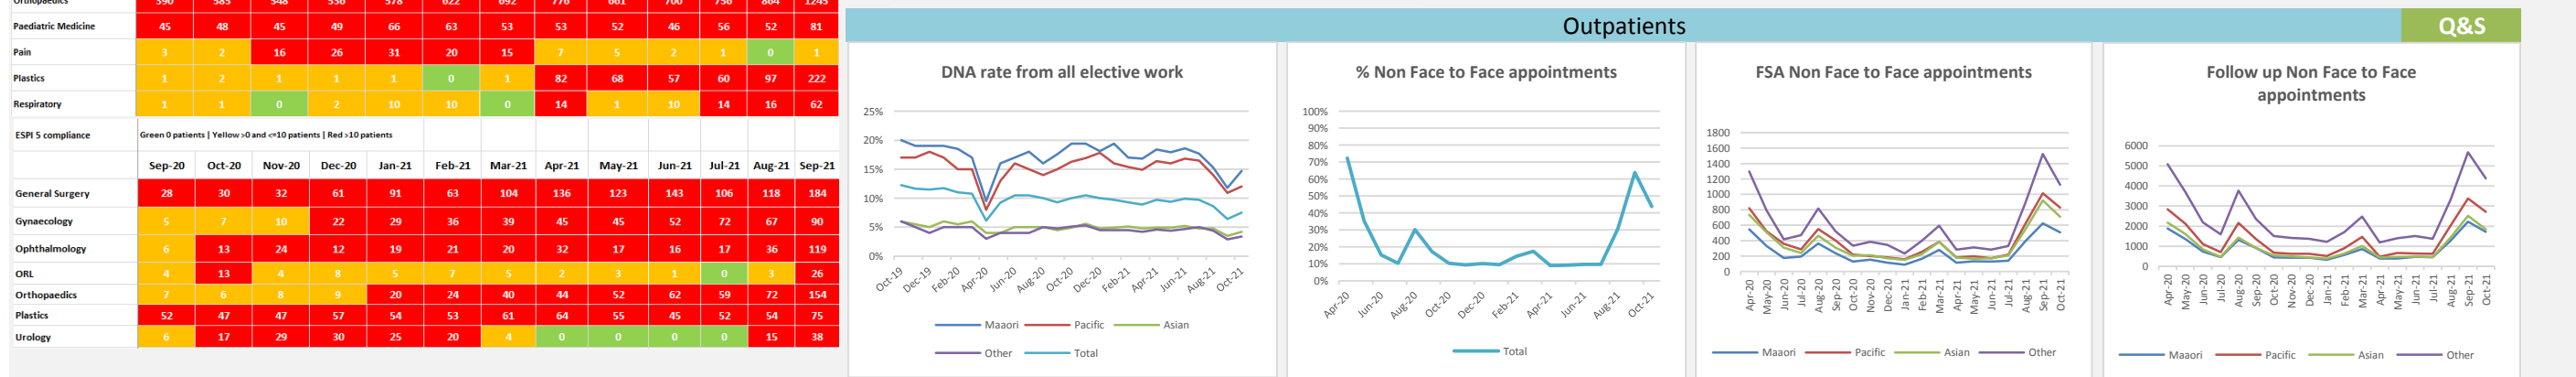 Orthopaedics 590 585 548 536 578 622 692 776 661 700 756 864 1245
Paediatric Medicine 45 48 45 49 66 63 53 53 52 46 56 52 81
Pain 3 2 16 26 31 20 15 7 5 2 1 0 1
Plastics 1 2 1 1 1 0 1 82 68 57 60 97 222
Respiratory 1 1 0 2 10 10 0 14 1 10 14 16 62
ESPI 5 compliance Green 0 patients | Yellow >0 and <=10 patients | Red >10 patients
Sep-20 Oct-20 Nov-20 Dec-20 Jan-21 Feb-21 Mar-21 Apr-21 May-21 Jun-21 Jul-21 Aug-21 Sep-21
General Surgery 28 30 32 61 91 63 104 136 123 143 106 118 184
Gynaecology 5 7 10 22 29 36 39 45 45 52 72 67 90
Ophthalmology 6 13 24 12 19 21 20 32 17 16 17 36 119
ORL 4 13 4 8 5 7 5 2 3 1 0 3 26
Orthopaedics 7 6 8 9 20 24 40 44 52 62 59 72 154
Plastics 52 47 47 57 54 53 61 64 55 45 52 54 75
Urology 6 17 29 30 25 20 4 0 0 0 0 15 38
Outpatients Q&S
DNA rate from all elective work
25%
20%
15%
10%
5%
0%
Oct-19 Dec-19 Feb-20 Apr-20 Jun-20 Aug-20 Oct-20 Dec-20 Feb-21 Apr-21 Jun-21 Aug-21 Oct-21
Maaori Pacific Asian
Other Total
% Non Face to Face appointments
100%
90%
80%
70%
60%
50%
40%
30%
20%
10%
0%
Apr-20 Jun-20 Aug-20 Oct-20 Dec-20 Feb-21 Apr-21 Jun-21 Aug-21 Oct-21
Total
FSA Non Face to Face appointments
1800
1600
1400
1200
1000
800
600
400
200
0
Apr-20 May-20 Jun-20 Jul-20 Aug-20 Sep-20 Oct-20 Nov-20 Dec-20 Jan-21 Feb-21 Mar-21 Apr-21 May-21 Jun-21 Jul-21 Aug-21 Sep-21 Oct-21
Maaori Pacific Asian Other
Follow up Non Face to Face
appointments
6000
5000
4000
3000
2000
1000
0
Apr-20 May-20 Jun-20 Jul-20 Aug-20 Sep-20 Oct-20 Nov-20 Dec-20 Jan-21 Feb-21 Mar-21 Apr-21 May-21 Jun-21 Jul-21 Aug-21 Sep-21 Oct-21
Maaori Pacific Asian Other